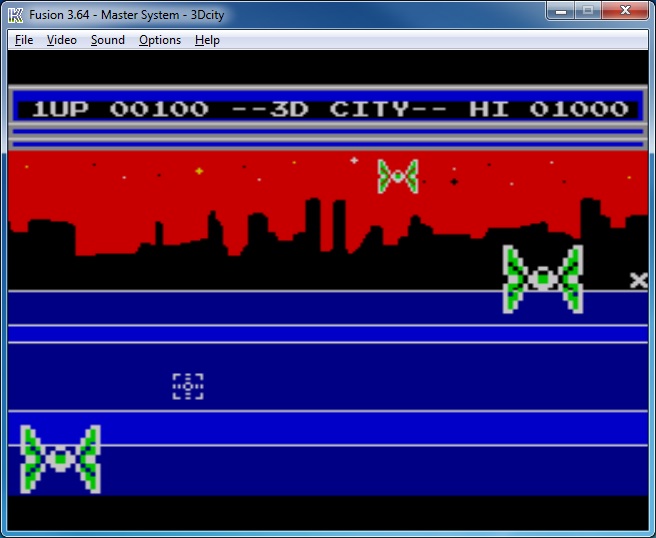 Fusion 3.64 - Master System - 3Dcity
File Video Sound Options Help
1UP 00100 --3D CITY-- HI 01000